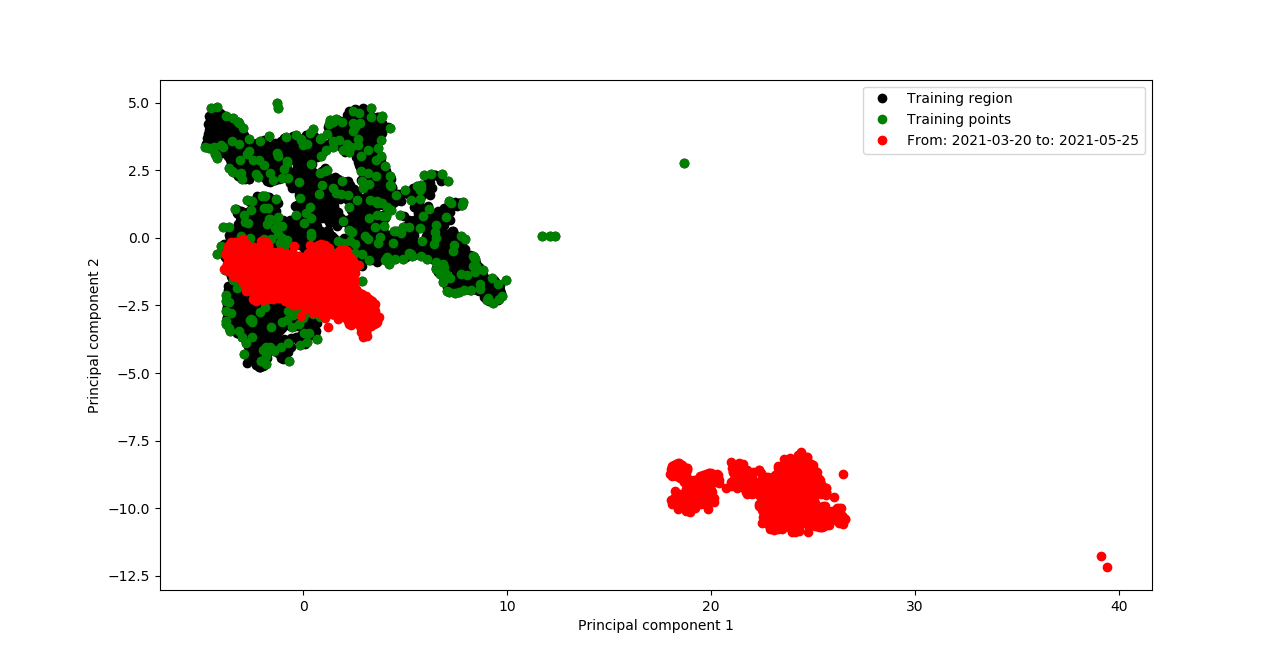 Training region
Training points
From: 2021-03-20 to: 2021-05-25
5.0
2.5
0.0
−2.5
−5.0
−7.5
−10.0
−12.5
Principal component 2
0
10
20
30
40
Principal component 1